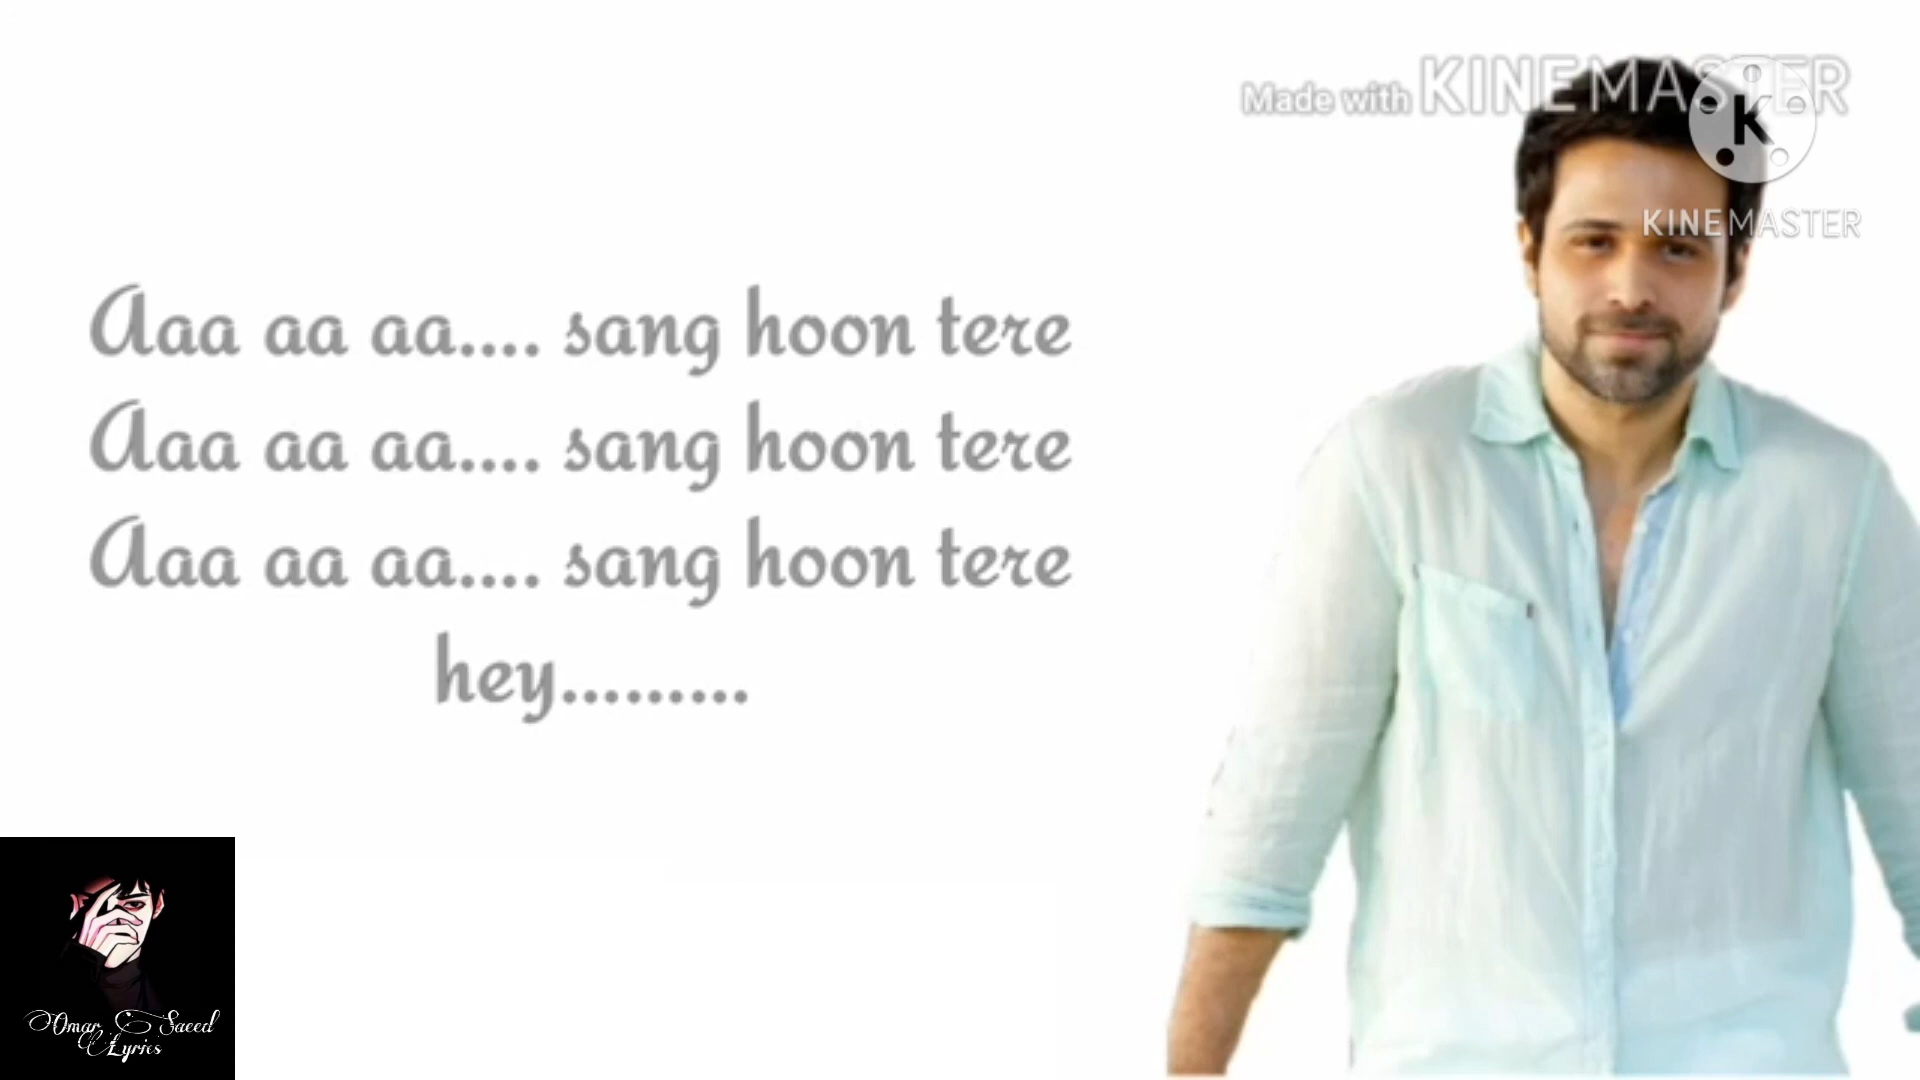 Made with KINEMASTER
KINEMASTER
Aaa aa aa.... sang hoon tere
Aaa aa aa.... sang hoon tere
Aaa aa aa.... sang hoon tere
hey.........
Omar Saeed
Lyrics